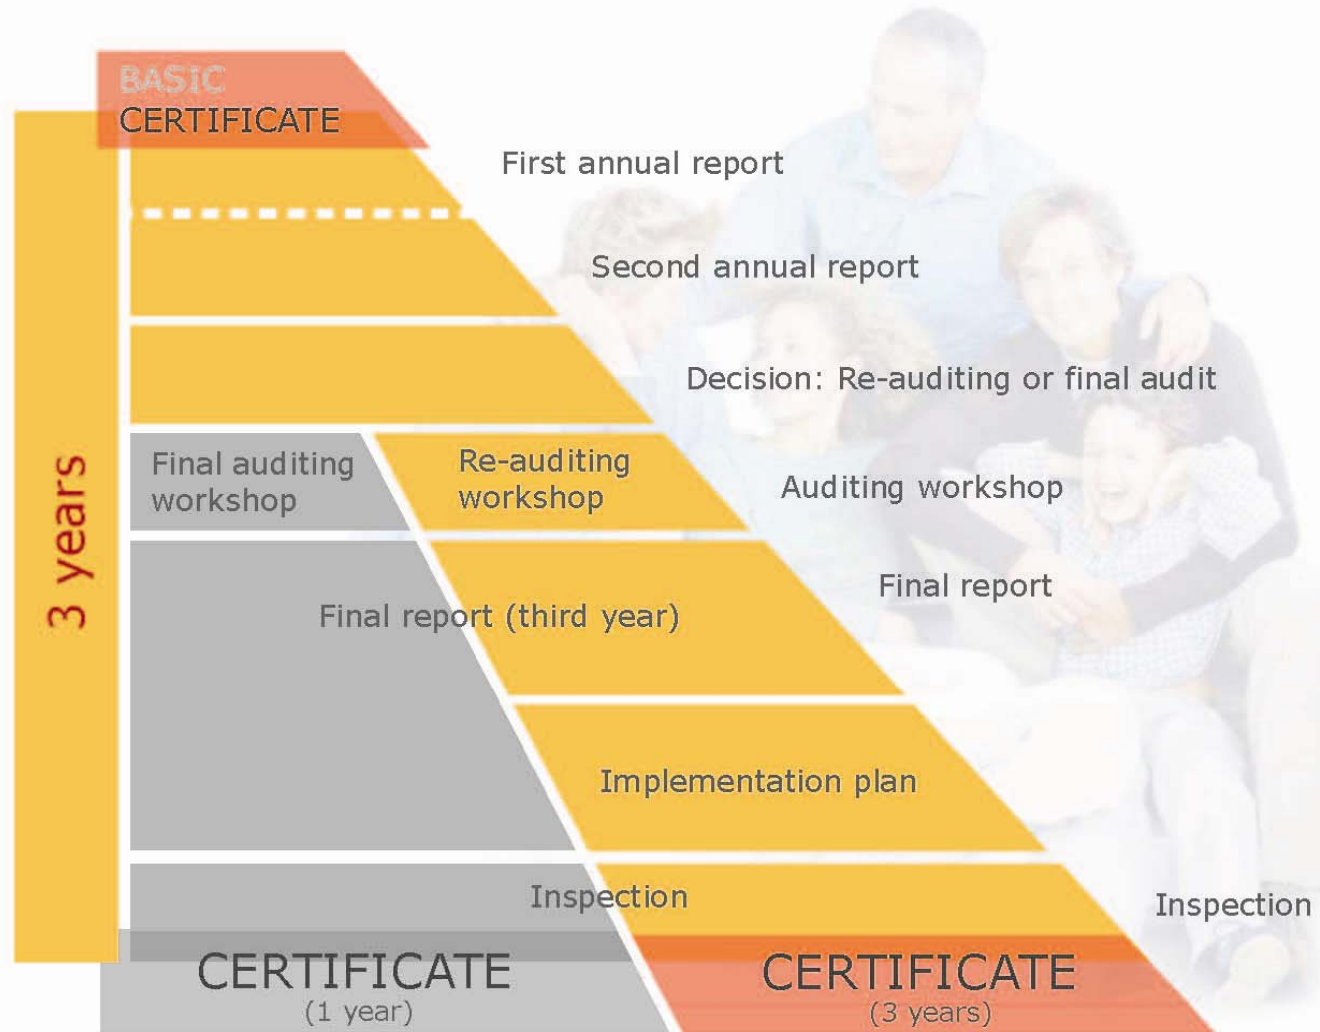 BASIC
CERTIFICATE
First annual report
Second annual report
Decision: Re-auditing or final audit
3 years
Final auditing
workshop
Re-auditing
workshop
Auditing workshop
Final report
Final report (third year)
Implementation plan
Inspection
Inspection
CERTIFICATE
(1 year)
CERTIFICATE
(3 years)